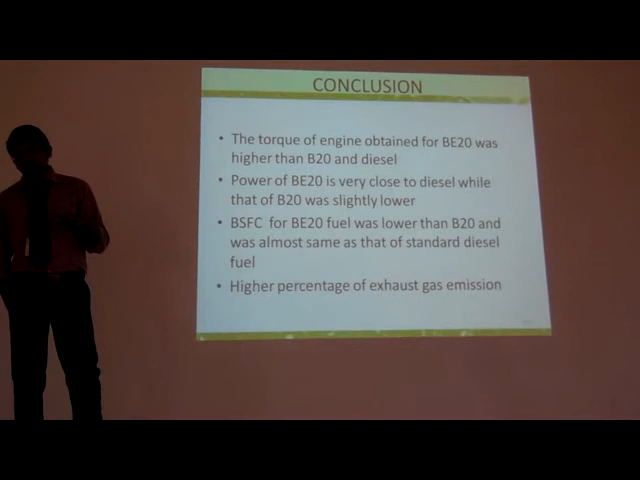 CONCLUSION
• The torque of engine obtained for BE20 was
higher than B20 and diesel
• Power of BE20 is very close to diesel while
that of B20 was slightly lower
• BSFC for BE20 fuel was lower than B20 and
was almost same as that of standard diesel
fuel
• Higher percentage of exhaust gas emission